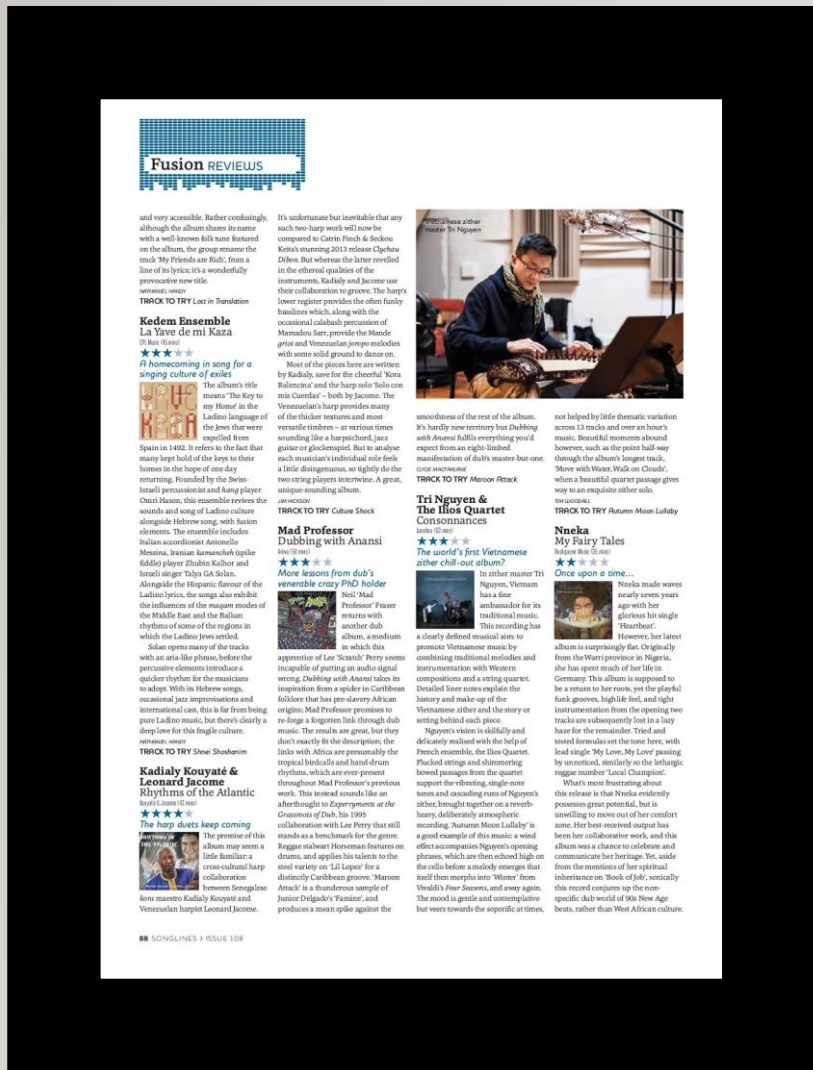 Fusion REVIEWS
and very accessible. Rather confusingly,
although the album shares its name
with a well-known folk tune featured
on the album, the group rename the
track 'My Friends are Rich', from a
line of its lyrics; it's a wonderfully
provocative new title.
NATHANIEL HANDY
TRACK TO TRY Lost in Translation
Kedem Ensemble
La Yave de mi Kaza
★★★★★
A homecoming in song for a
singing culture of exiles
The album's title
means 'The Key to
my Home' in the
Ladino language of
the Jews that were
expelled from
Spain in 1492. It refers to the fact that
many kept hold of the keys to their
homes in the hope of one day
returning. Founded by the Swiss-
Israeli percussionist and hang player
Omri Hason, this ensemble revives the
sounds and song of Ladino culture
alongside Hebrew song, with fusion
elements. The ensemble includes
Italian accordionist Antonello
Messina, Iranian kamancheh (spike
fiddle) player Zhubin Kalhor and
Israeli singer Talya GA Solan.
Alongside the Hispanic flavour of the
Ladino lyrics, the songs also exhibit
the influences of the maqam modes of
the Middle East and the Balkan
rhythms of some of the regions in
which the Ladino Jews settled.
Solan opens many of the tracks
with an aria-like phrase, before the
percussive elements introduce a
quicker rhythm for the musicians
to adopt. With its Hebrew songs,
occasional jazz improvisations and
international cast, this is far from being
pure Ladino music, but there's clearly a
deep love for this fragile culture.
NATHANIEL HANDY
TRACK TO TRY Shnei Shoshanim
Kadialy Kouyaté &
Leonard Jacome
Rhythms of the Atlantic
Kouyaté & Jacome (42 mins)
★★★★★
The harp duets keep coming
RHYTHMS OF
THE ATLANTIC
The premise of this
album may seem a
little familiar: a
cross-cultural harp
collaboration
between Senegalese
kora maestro Kadialy Kouyaté and
Venezuelan harpist Leonard Jacome.
It's unfortunate but inevitable that any
such two-harp work will now be
compared to Catrin Finch & Seckou
Keita's stunning 2013 release Clychau
Dibon. But whereas the latter revelled
in the ethereal qualities of the
instruments, Kadialy and Jacome use
their collaboration to groove. The harp's
lower register provides the often funky
basslines which, along with the
occasional calabash percussion of
Mamadou Sarr, provide the Mande
griot and Venezuelan joropo melodies
with some solid ground to dance on.
Most of the pieces here are written
by Kadialy, save for the cheerful 'Kora
Ralencina' and the harp solo 'Solo con
mis Cuerdas' – both by Jacome. The
Venezuelan's harp provides many
of the thicker textures and most
versatile timbres – at various times
sounding like a harpsichord, jazz
guitar or glockenspiel. But to analyse
each musician's individual role feels
a little disingenuous, so tightly do the
two string players intertwine. A great,
unique-sounding album.
JIM HICKSON
TRACK TO TRY Culture Shock
Mad Professor
Dubbing with Anansi
Ariwa (50 mins)
★★★★★
More lessons from dub's
venerable crazy PhD holder
Neil 'Mad
Professor' Fraser
returns with
another dub
album, a medium
in which this
apprentice of Lee 'Scratch' Perry seems
incapable of putting an audio signal
wrong. Dubbing with Anansi takes its
inspiration from a spider in Caribbean
folklore that has pre-slavery African
origins; Mad Professor promises to
re-forge a forgotten link through dub
music. The results are great, but they
don't exactly fit the description; the
links with Africa are presumably the
tropical birdcalls and hand-drum
rhythms, which are ever-present
throughout Mad Professor's previous
work. This instead sounds like an
afterthought to Experryments at the
Grassroots of Dub, his 1995
collaboration with Lee Perry that still
stands as a benchmark for the genre.
Reggae stalwart Horseman features on
drums, and applies his talents to the
steel variety on 'Lil Lopez' for a
distinctly Caribbean groove. 'Maroon
Attack' is a thunderous sample of
Junior Delgado's 'Famine', and
produces a mean spike against the
Vietnamese zither
master Tri Nguyen
smoothness of the rest of the album.
It's hardly new territory but Dubbing
with Anansi fulfils everything you'd
expect from an eight-limbed
manifestation of dub's master-but-one.
CLYDE MACFARLANE
TRACK TO TRY Maroon Attack
Tri Nguyen &
The Ilios Quartet
Consonnances
★★★★★
The world's first Vietnamese
zither chill-out album?
In zither master Tri
Nguyen, Vietnam
has a fine
ambassador for its
traditional music.
This recording has
a clearly defined musical aim: to
promote Vietnamese music by
combining traditional melodies and
instrumentation with Western
compositions and a string quartet.
Detailed liner notes explain the
history and make-up of the
Vietnamese zither and the story or
setting behind each piece.
Nguyen's vision is skilfully and
delicately realised with the help of
French ensemble, the Ilios Quartet.
Plucked strings and shimmering
bowed passages from the quartet
support the vibrating, single-note
tunes and cascading runs of Nguyen's
zither, brought together on a reverb-
heavy, deliberately atmospheric
recording. 'Autumn Moon Lullaby' is
a good example of this music: a wind
effect accompanies Nguyen's opening
phrases, which are then echoed high on
the cello before a melody emerges that
itself then morphs into 'Winter' from
Vivaldi's Four Seasons, and away again.
The mood is gentle and contemplative
but veers towards the soporific at times,
not helped by little thematic variation
across 13 tracks and over an hour's
music. Beautiful moments abound
however, such as the point half-way
through the album's longest track,
'Move with Water, Walk on Clouds',
when a beautiful quartet passage gives
way to an exquisite zither solo.
TIM WOODALL
TRACK TO TRY Autumn Moon Lullaby
Nneka
My Fairy Tales
★★★★★
Once upon a time...
Nneka made waves
nearly seven years
ago with her
glorious hit single
'Heartbeat'.
However, her latest
album is surprisingly flat. Originally
from the Warri province in Nigeria,
she has spent much of her life in
Germany. This album is supposed to
be a return to her roots, yet the playful
funk grooves, highlife feel, and tight
instrumentation from the opening two
tracks are subsequently lost in a lazy
haze for the remainder. Tried and
tested formulas set the tone here, with
lead single 'My Love, My Love' passing
by unnoticed, similarly so the lethargic
reggae number 'Local Champion'.
What's most frustrating about
this release is that Nneka evidently
possesses great potential, but is
unwilling to move out of her comfort
zone. Her best-received output has
been her collaborative work, and this
album was a chance to celebrate and
communicate her heritage. Yet, aside
from the mentions of her spiritual
inheritance on 'Book of Job', sonically
this record conjures up the non-
specific dub world of 90s New Age
beats, rather than West African culture.
88 SONGLINES › ISSUE 108